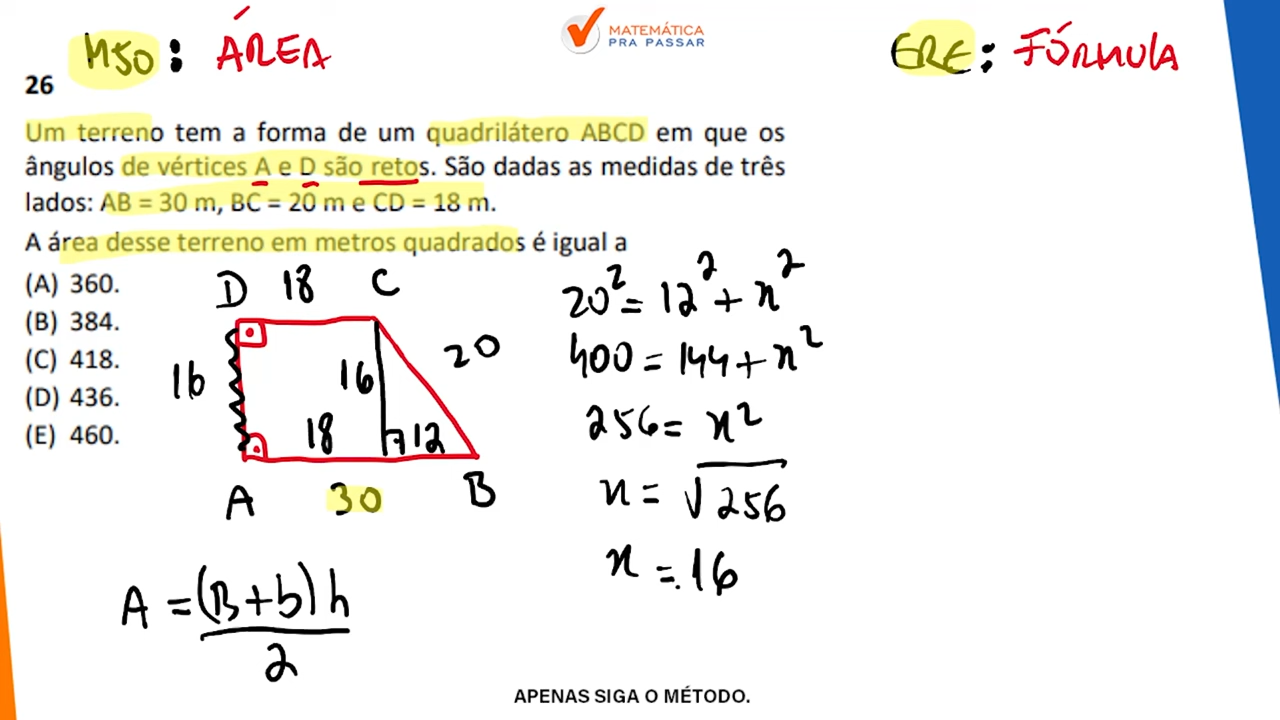 M50: ÁREA
MATEMÁTICA
PRA PASSAR
ERE: FÓRMULA
26
Um terreno tem a forma de um quadrilátero ABCD em que os
ângulos de vértices A e D são retos. São dadas as medidas de três
lados: AB = 30 m, BC = 20 m e CD = 18 m.
A área desse terreno em metros quadrados é igual a
(A) 360.
(B) 384.
(C) 418.
(D) 436.
(E) 460.
D 18 C
16 16 20
18 12
A 30 B
20² = 12² + x²
400 = 144 + x²
256 = x²
x = √256
x = 16
A = (B+b)h
2
APENAS SIGA O MÉTODO.